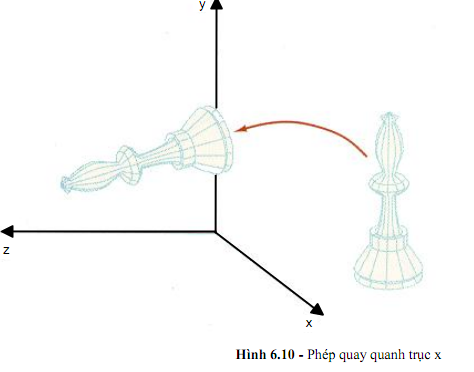 y
z
x
Hình 6.10 - Phép quay quanh trục x